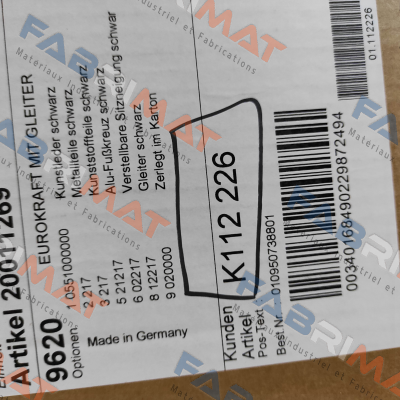 Artikel 20011269
9620 EUROKRAFT MIT GLEITER
Optionen:
1 0551000000 Kunstleder schwarz
2 217 Metallteile schwarz
3 217 Kunststoffteile schwarz
5 21217 Alu-Fußkreuz schwarz
6 02217 Verstellbare Sitzneigung schwar
8 12217 Gleiter schwarz
9 020000 Zerlegt im Karton
Made in Germany
Kunden
Artikel K112 226
Pos-Text
Best.Nr. 910950738801
00340168490229872494
01.112226
FABRIMAT
Matériaux Industriel et Fabrications